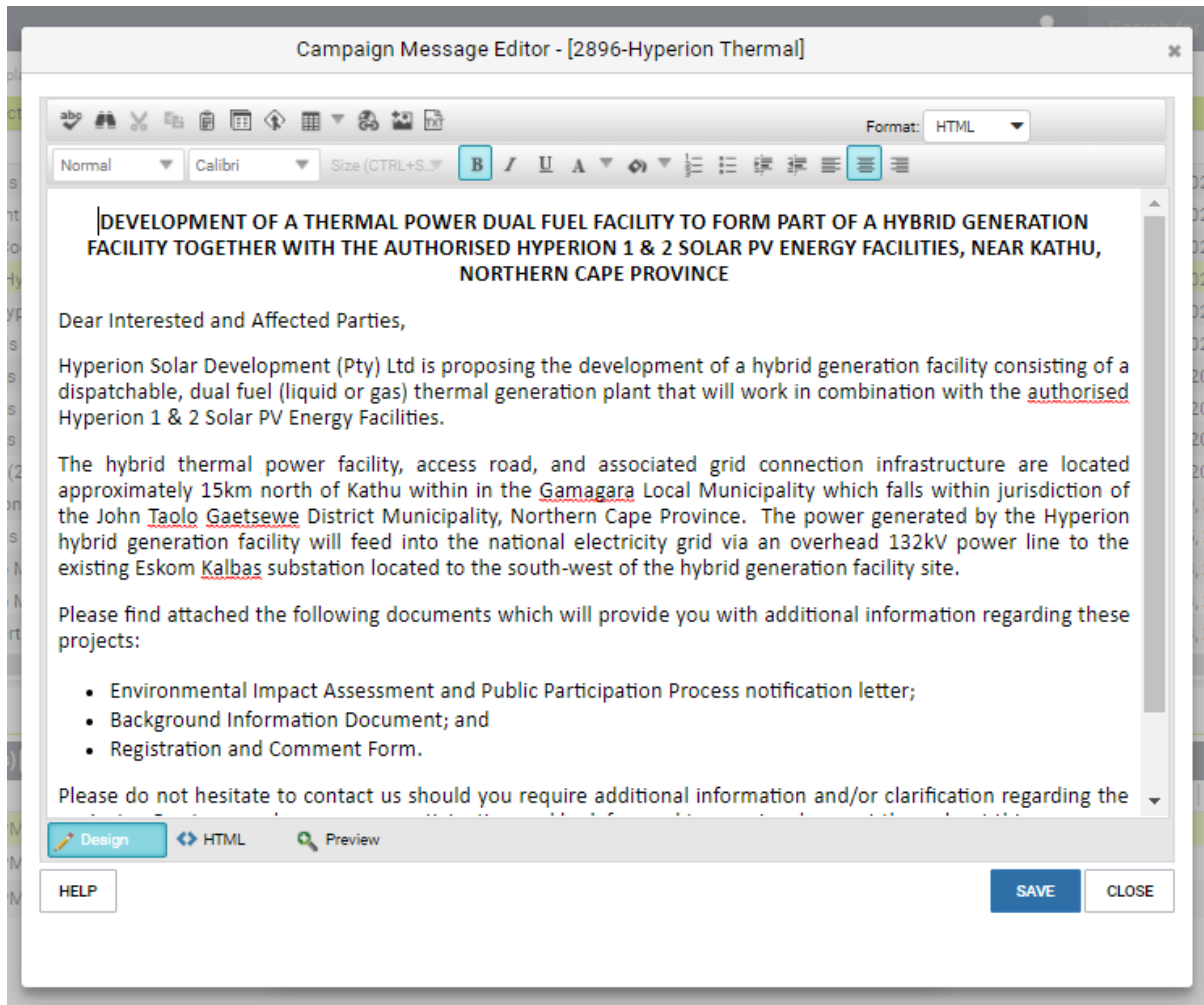 Campaign Message Editor - [2896-Hyperion Thermal]
Format: HTML
Normal Calibri Size (CTRL+S... B I U A
DEVELOPMENT OF A THERMAL POWER DUAL FUEL FACILITY TO FORM PART OF A HYBRID GENERATION
FACILITY TOGETHER WITH THE AUTHORISED HYPERION 1 & 2 SOLAR PV ENERGY FACILITIES, NEAR KATHU,
NORTHERN CAPE PROVINCE
Dear Interested and Affected Parties,
Hyperion Solar Development (Pty) Ltd is proposing the development of a hybrid generation facility consisting of a
dispatchable, dual fuel (liquid or gas) thermal generation plant that will work in combination with the authorised
Hyperion 1 & 2 Solar PV Energy Facilities.
The hybrid thermal power facility, access road, and associated grid connection infrastructure are located
approximately 15km north of Kathu within in the Gamagara Local Municipality which falls within jurisdiction of
the John Taolo Gaetsewe District Municipality, Northern Cape Province. The power generated by the Hyperion
hybrid generation facility will feed into the national electricity grid via an overhead 132kV power line to the
existing Eskom Kalbas substation located to the south-west of the hybrid generation facility site.
Please find attached the following documents which will provide you with additional information regarding these
projects:
• Environmental Impact Assessment and Public Participation Process notification letter;
• Background Information Document; and
• Registration and Comment Form.
Please do not hesitate to contact us should you require additional information and/or clarification regarding the
Design HTML Preview
HELP SAVE CLOSE